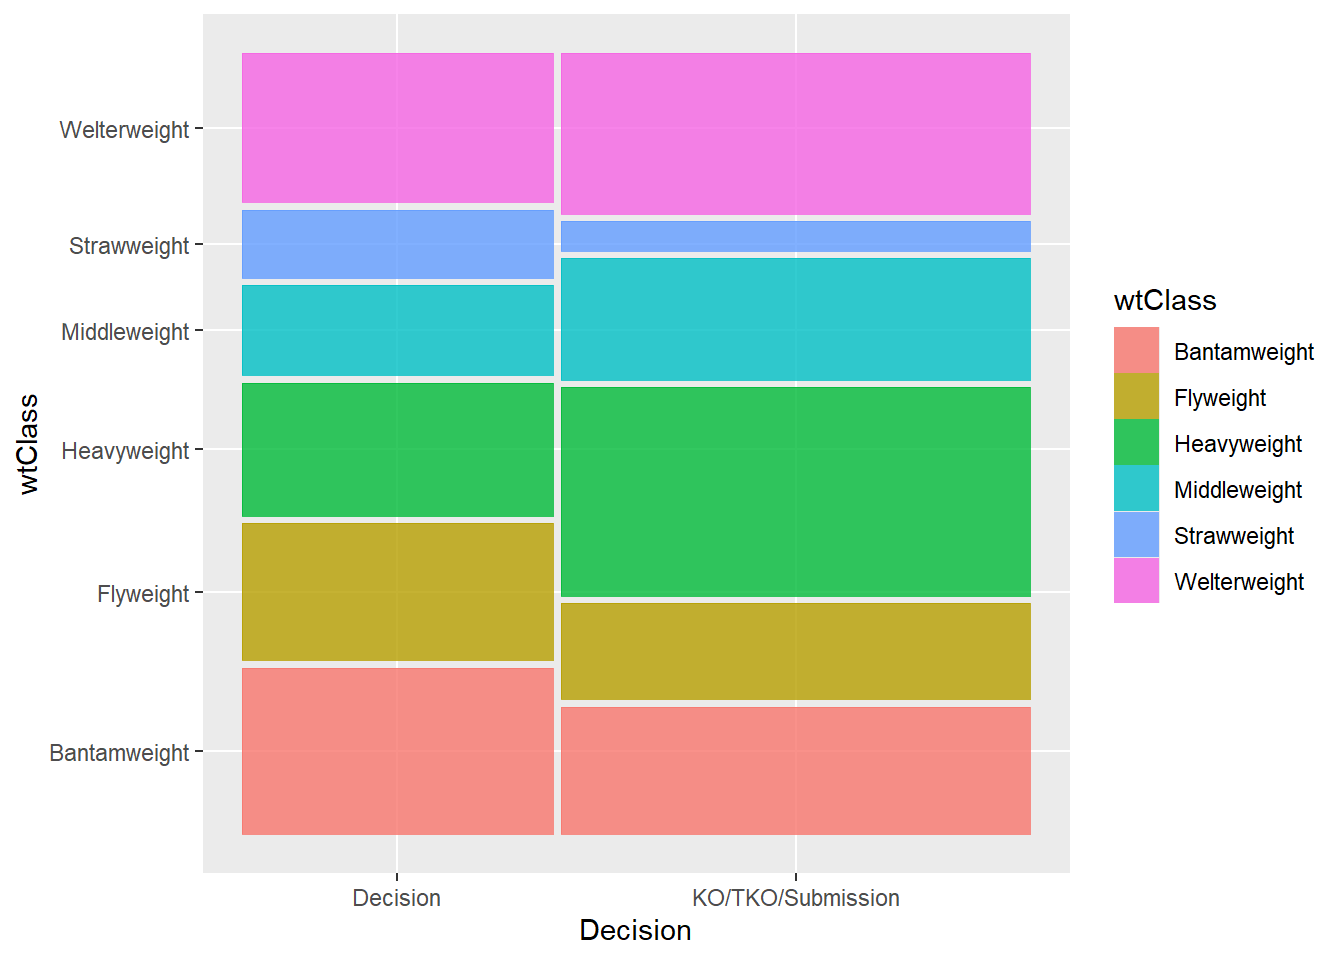 Welterweight
Strawweight
Middleweight
Heavyweight
Flyweight
Bantamweight
wtClass
Decision
KO/TKO/Submission
Decision
wtClass
Bantamweight
Flyweight
Heavyweight
Middleweight
Strawweight
Welterweight